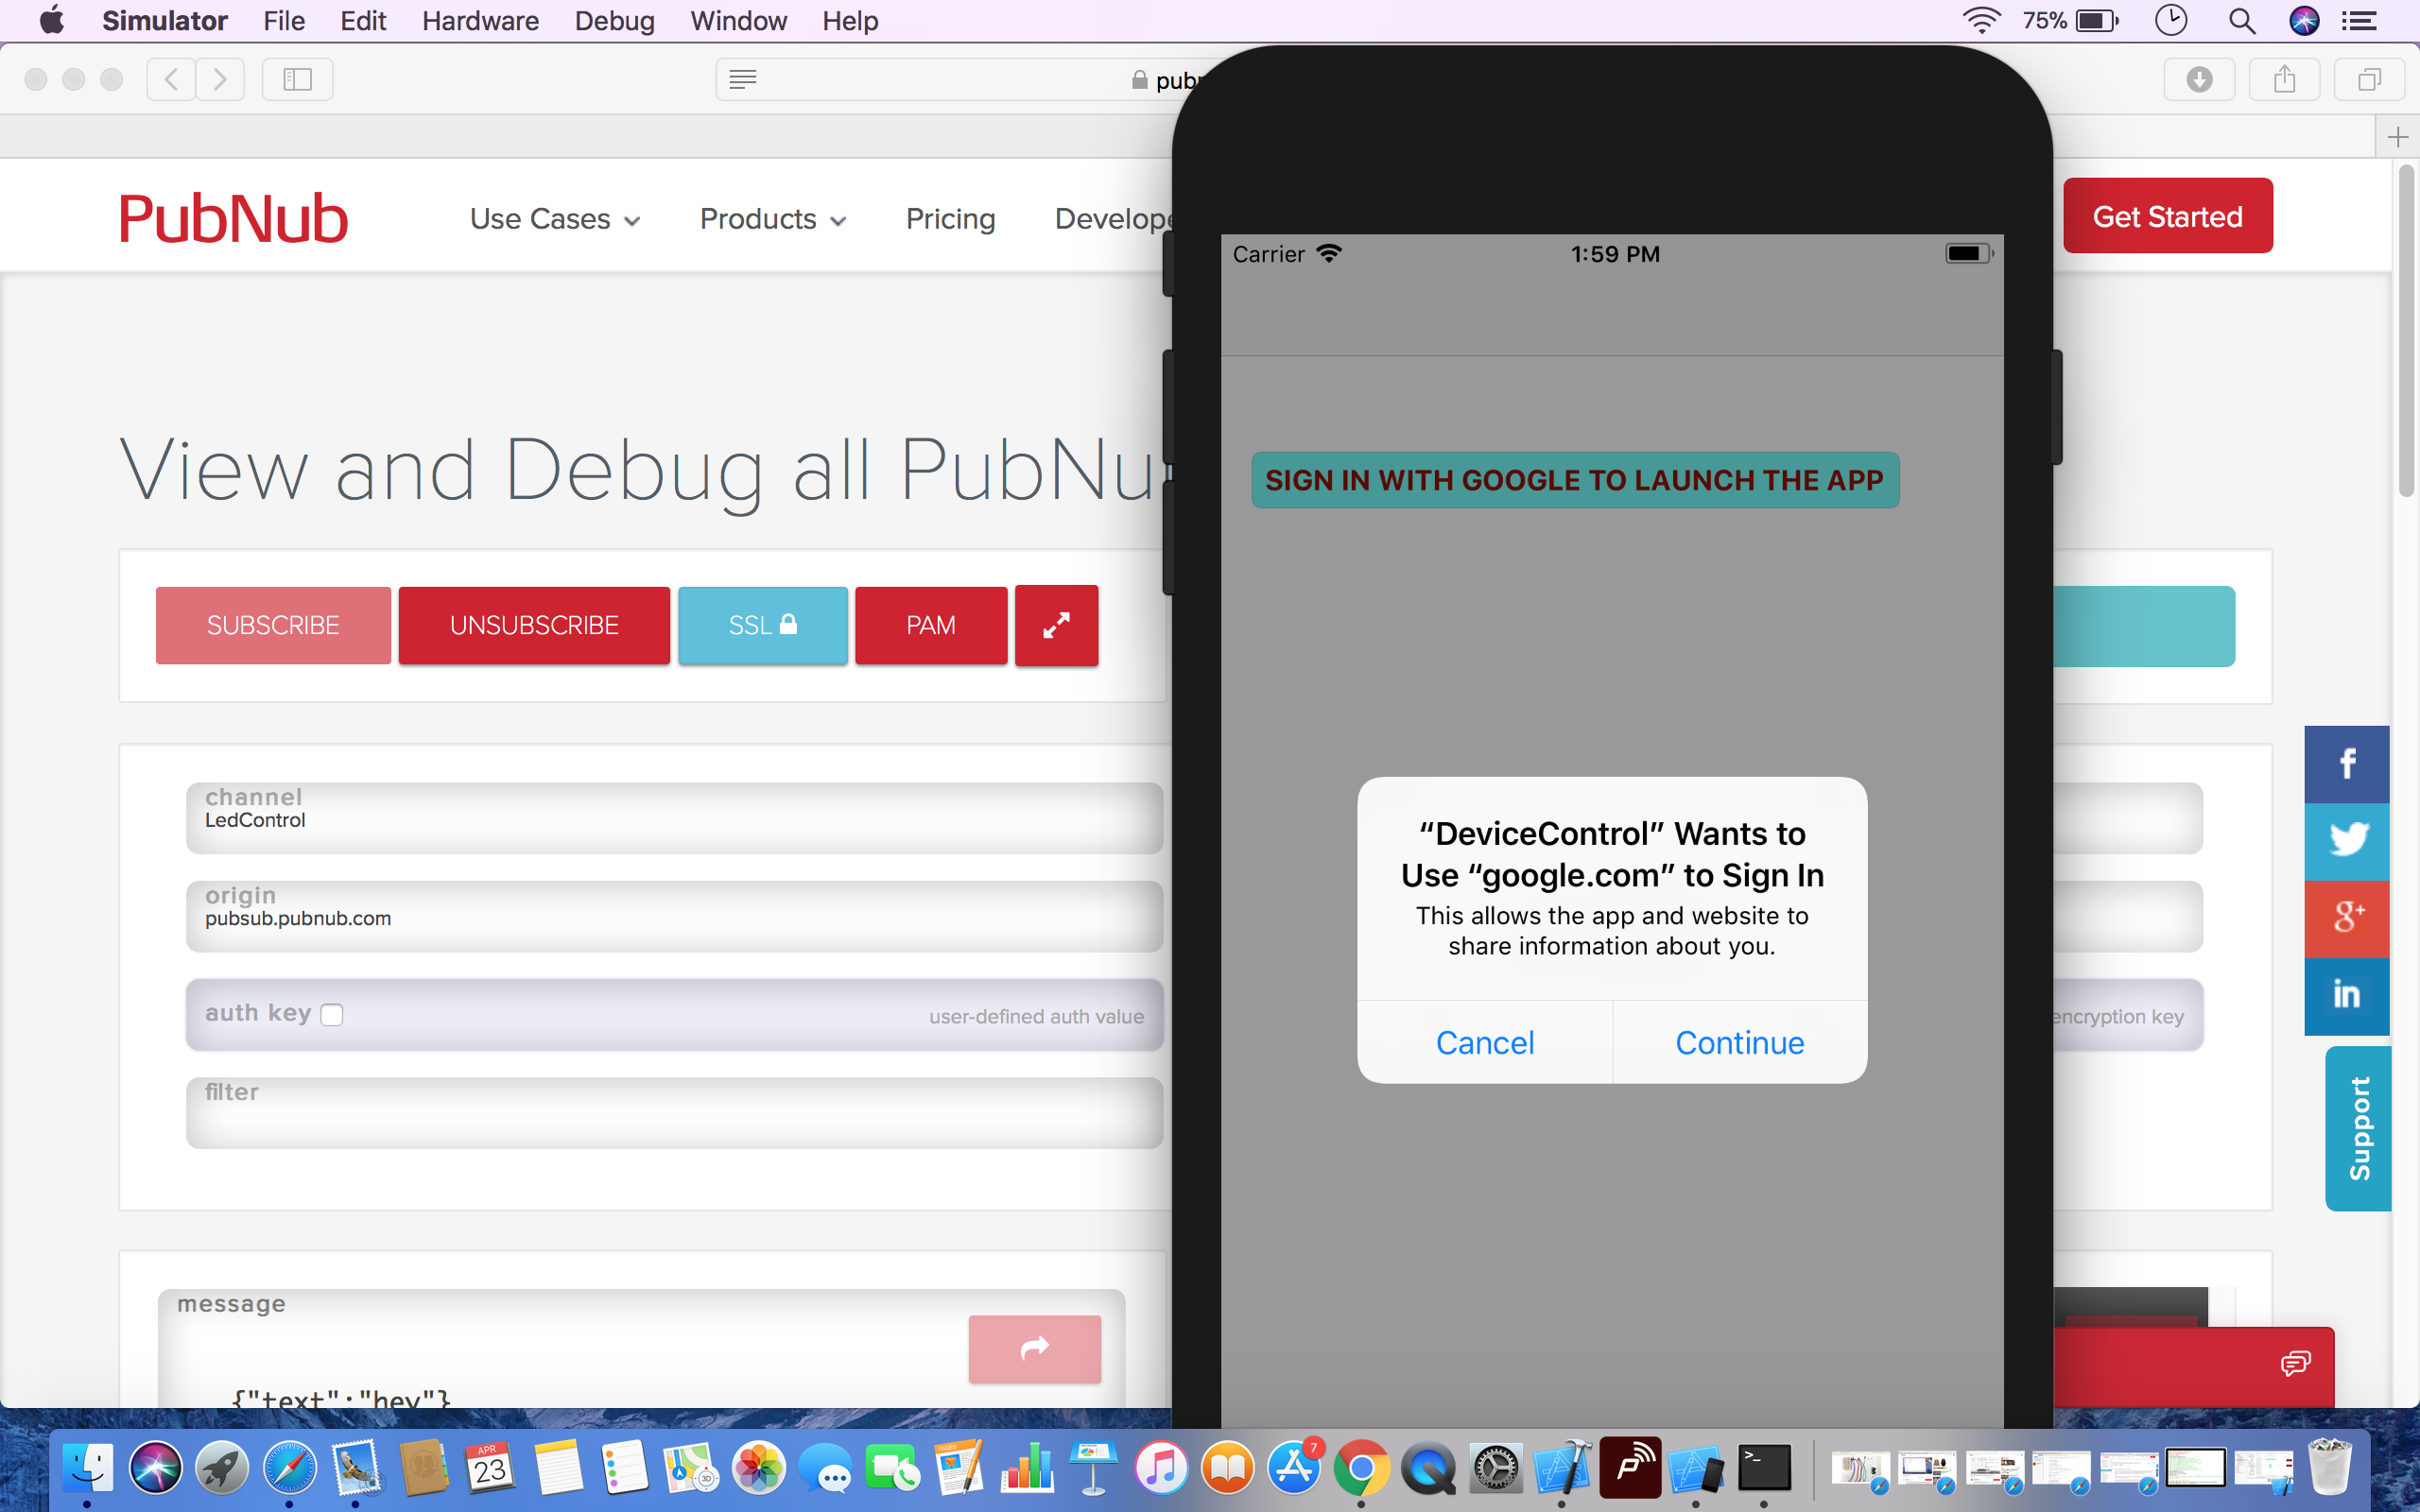 Simulator File Edit Hardware Debug Window Help
75%
PubNub
Use Cases Products Pricing
Get Started
View and Debug all
SUBSCRIBE UNSUBSCRIBE SSL PAM
channel
LedControl
origin
pubsub.pubnub.com
auth key user-defined auth value
encryption key
filter
message
{"text":"hey"}
Support
Carrier 1:59 PM
SIGN IN WITH GOOGLE TO LAUNCH THE APP
“DeviceControl” Wants to
Use “google.com” to Sign In
This allows the app and website to
share information about you.
Cancel Continue
f
g+
in
APR
23
PAGES
3D
7
>_